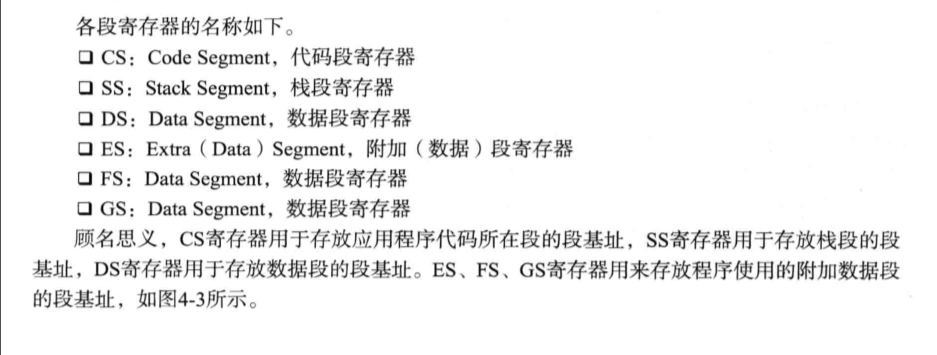 各段寄存器的名称如下。
❑ CS：Code Segment，代码段寄存器
❑ SS：Stack Segment，栈段寄存器
❑ DS：Data Segment，数据段寄存器
❑ ES：Extra（Data）Segment，附加（数据）段寄存器
❑ FS：Data Segment，数据段寄存器
❑ GS：Data Segment，数据段寄存器
顾名思义，CS寄存器用于存放应用程序代码所在段的段基址，SS寄存器用于存放栈段的段
基址，DS寄存器用于存放数据段的段基址。ES、FS、GS寄存器用来存放程序使用的附加数据段
的段基址，如图4-3所示。